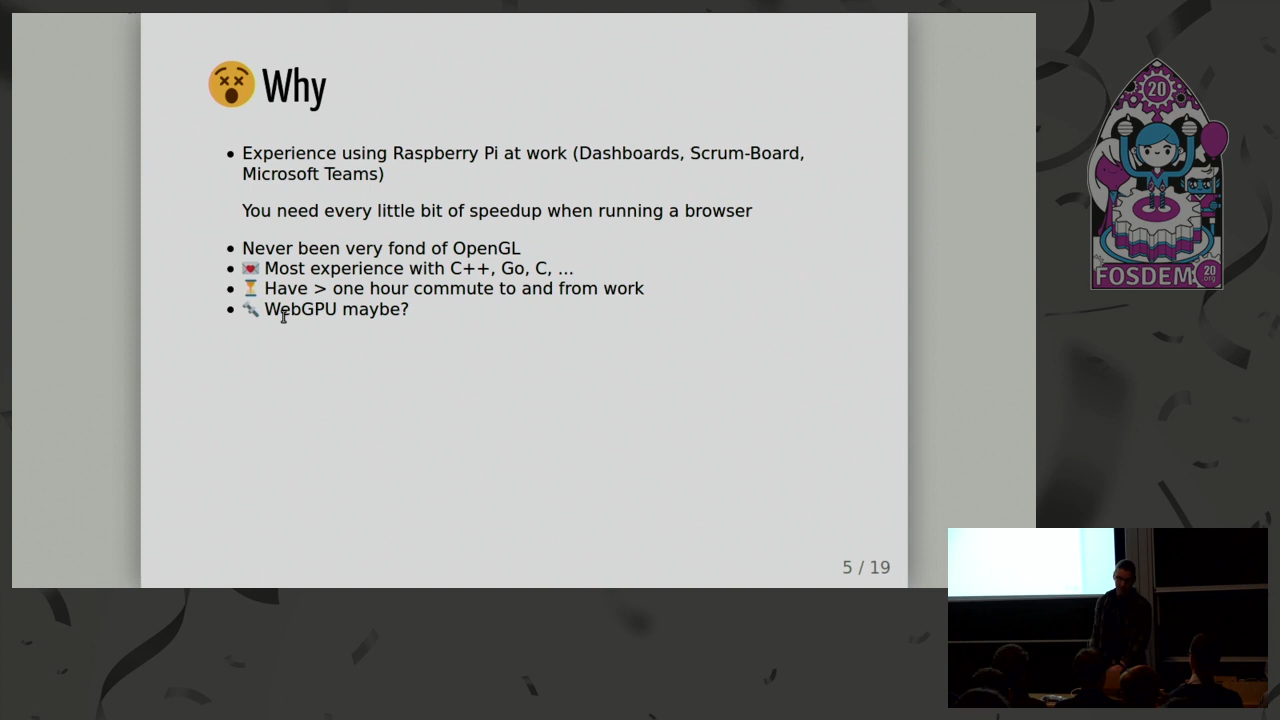 😵 Why
• Experience using Raspberry Pi at work (Dashboards, Scrum-Board,
Microsoft Teams)
You need every little bit of speedup when running a browser
• Never been very fond of OpenGL
• 💌 Most experience with C++, Go, C, ...
• ⏳ Have > one hour commute to and from work
• 🛰 WebGPU maybe?
5 / 19
20
FOSDEM
20
.org